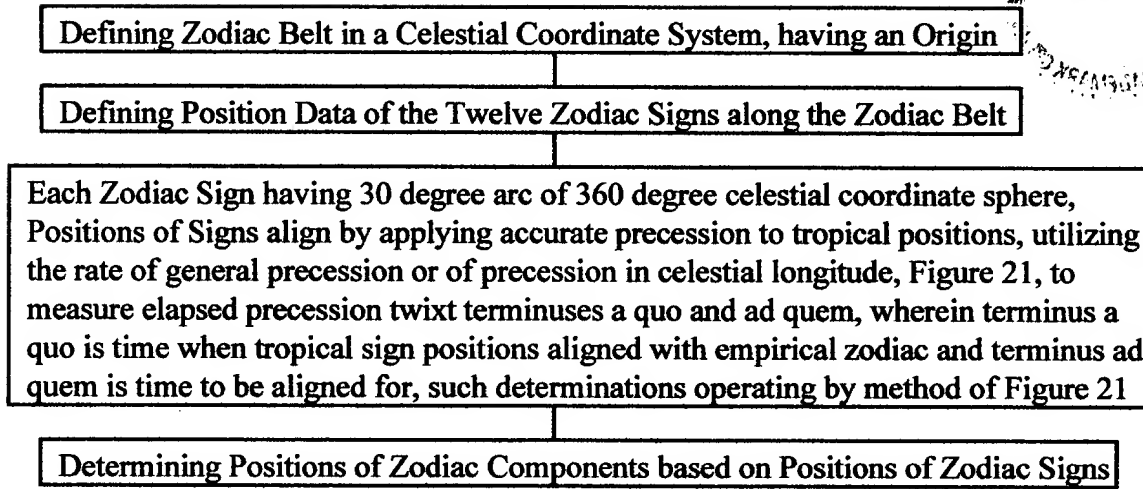 Defining Zodiac Belt in a Celestial Coordinate System, having an Origin
Defining Position Data of the Twelve Zodiac Signs along the Zodiac Belt
Each Zodiac Sign having 30 degree arc of 360 degree celestial coordinate sphere,
Positions of Signs align by applying accurate precession to tropical positions, utilizing
the rate of general precession or of precession in celestial longitude, Figure 21, to
measure elapsed precession twixt terminuses a quo and ad quem, wherein terminus a
quo is time when tropical sign positions aligned with empirical zodiac and terminus ad
quem is time to be aligned for, such determinations operating by method of Figure 21
Determining Positions of Zodiac Components based on Positions of Zodiac Signs